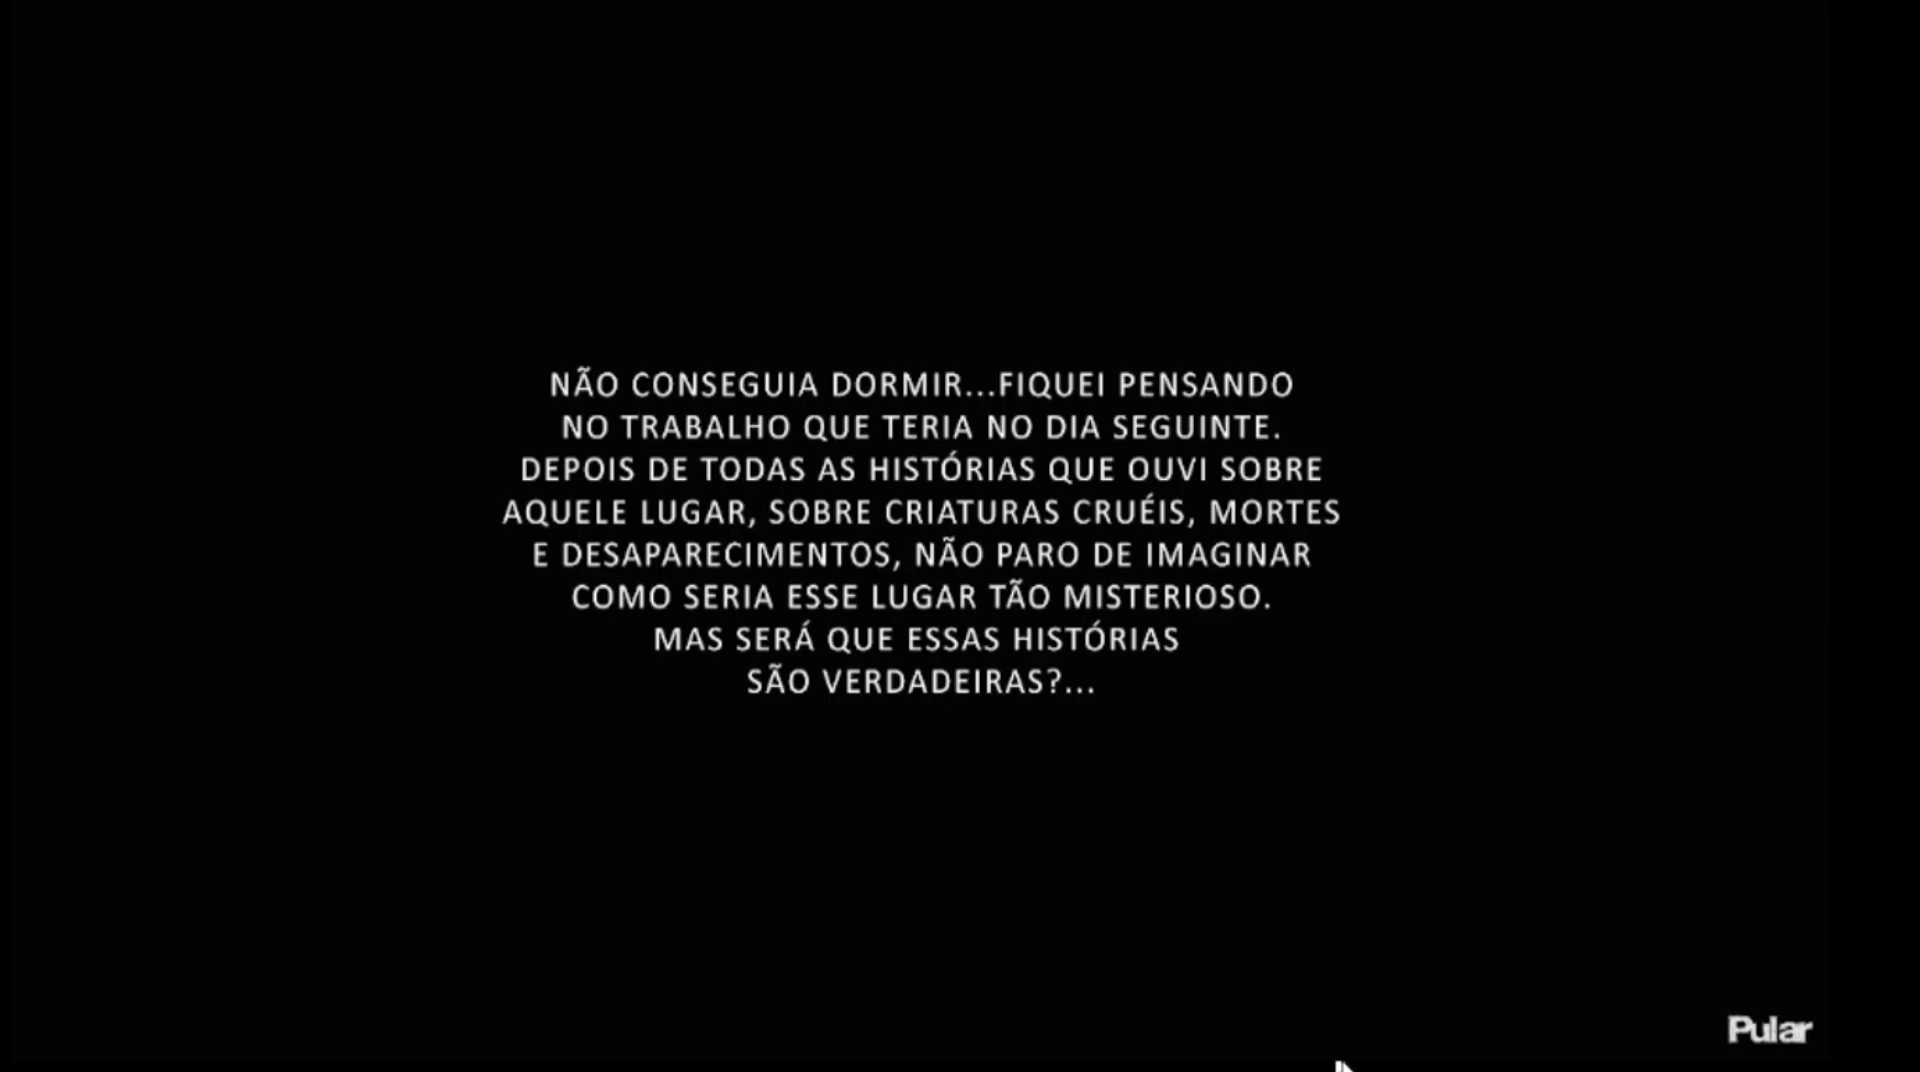 NÃO CONSEGUIA DORMIR...FIQUEI PENSANDO
NO TRABALHO QUE TERIA NO DIA SEGUINTE.
DEPOIS DE TODAS AS HISTÓRIAS QUE OUVI SOBRE
AQUELE LUGAR, SOBRE CRIATURAS CRUÉIS, MORTES
E DESAPARECIMENTOS, NÃO PARO DE IMAGINAR
COMO SERIA ESSE LUGAR TÃO MISTERIOSO.
MAS SERÁ QUE ESSAS HISTÓRIAS
SÃO VERDADEIRAS?...
Pular